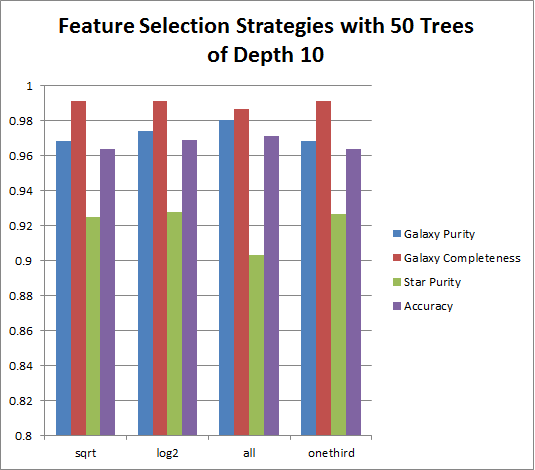 Feature Selection Strategies with 50 Trees
of Depth 10
1
0.98
0.96
0.94
0.92
0.9
0.88
0.86
0.84
0.82
0.8
sqrt log2 all onethird
Galaxy Purity
Galaxy Completeness
Star Purity
Accuracy